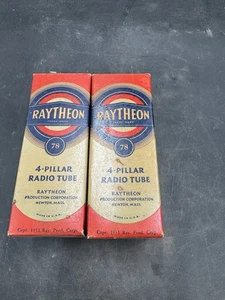 RAYTHEON
78
4-PILLAR
RADIO TUBE
RAYTHEON
PRODUCTION CORPORATION
NEWTON, MASS.
MADE IN U.S.A.
RAYTHEON
78
4-PILLAR
RADIO TUBE
RAYTHEON
PRODUCTION CORPORATION
NEWTON, MASS.
MADE IN U.S.A.